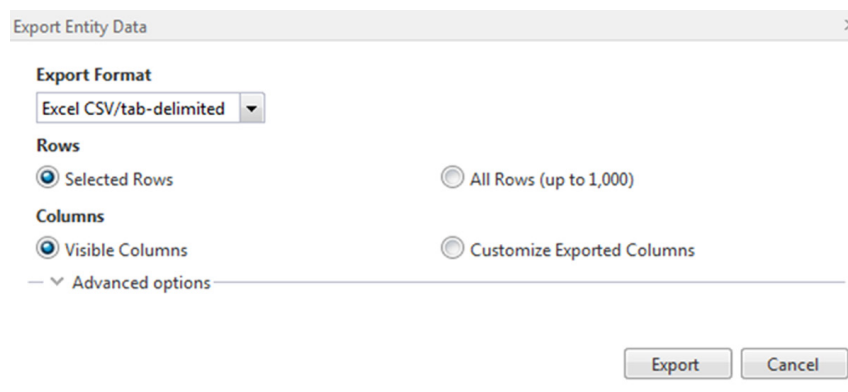 Export Entity Data
Export Format
Excel CSV/tab-delimited
Rows
Selected Rows All Rows (up to 1,000)
Columns
Visible Columns Customize Exported Columns
Advanced options
Export Cancel